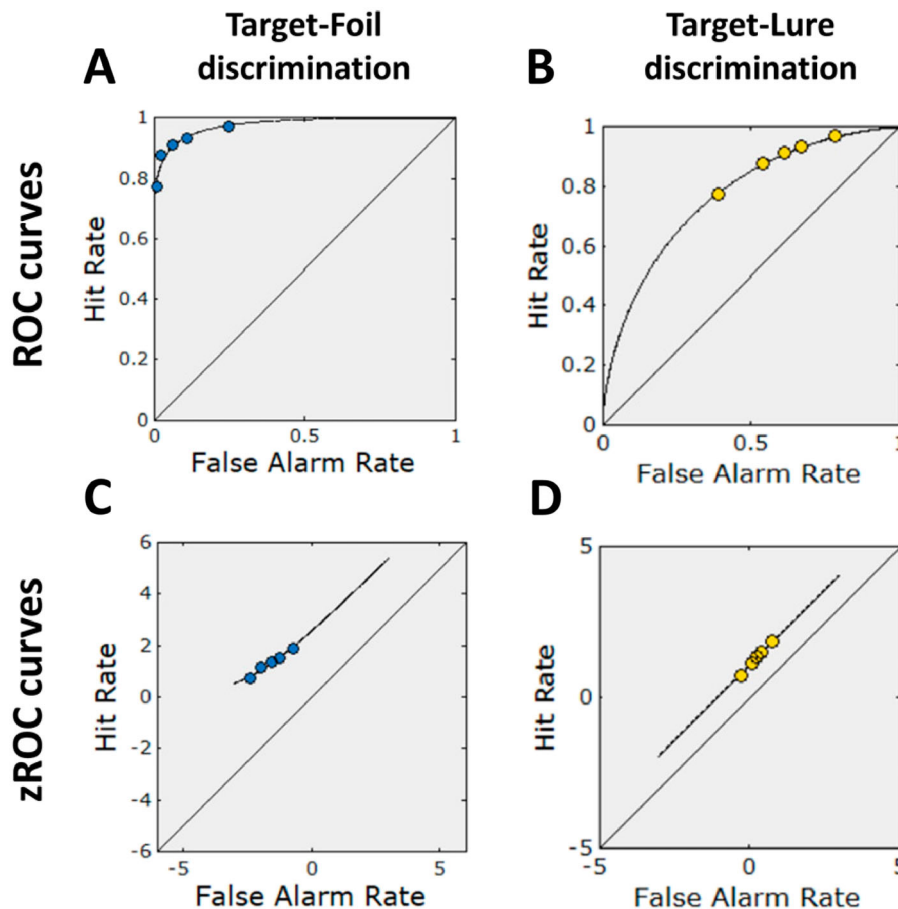 Target-Foil
discrimination
Target-Lure
discrimination
A
B
ROC curves
Hit Rate
1
0.8
0.6
0.4
0.2
0
0
0.5
1
False Alarm Rate
Hit Rate
1
0.8
0.6
0.4
0.2
0
0
0.5
False Alarm Rate
C
D
zROC curves
Hit Rate
6
4
2
0
-2
-4
-6
-5
0
5
False Alarm Rate
Hit Rate
5
0
-5
-5
0
5
False Alarm Rate